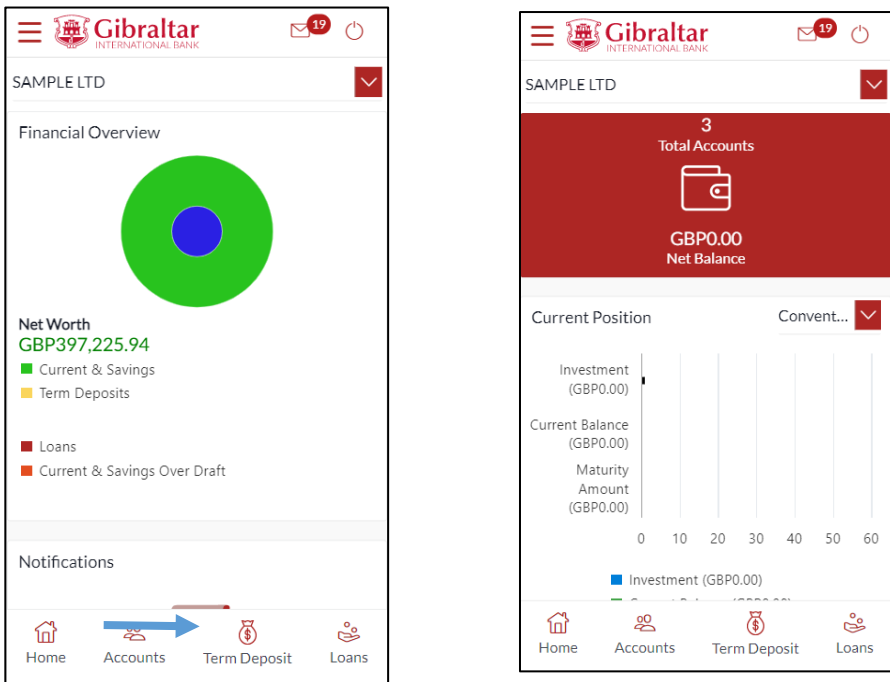 Gibraltar
INTERNATIONAL BANK
19
SAMPLE LTD
Financial Overview
Net Worth
GBP397,225.94
Current & Savings
Term Deposits
Loans
Current & Savings Over Draft
Notifications
Home Accounts Term Deposit Loans
Gibraltar
INTERNATIONAL BANK
19
SAMPLE LTD
3
Total Accounts
GBP0.00
Net Balance
Current Position Convent...
Investment
(GBP0.00)
Current Balance
(GBP0.00)
Maturity
Amount
(GBP0.00)
0 10 20 30 40 50 60
Investment (GBP0.00)
Home Accounts Term Deposit Loans